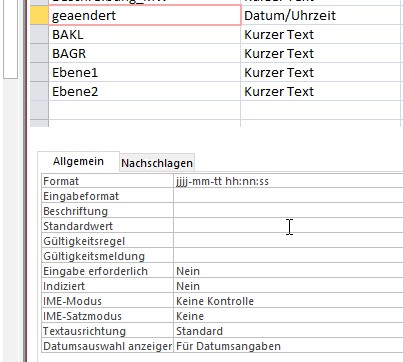 geaendert Datum/Uhrzeit
BAKL Kurzer Text
BAGR Kurzer Text
Ebene1 Kurzer Text
Ebene2 Kurzer Text
Allgemein Nachschlagen
Format jjjj-mm-tt hh:nn:ss
Eingabeformat
Beschriftung
Standardwert
Gültigkeitsregel
Gültigkeitsmeldung
Eingabe erforderlich Nein
Indiziert Nein
IME-Modus Keine Kontrolle
IME-Satzmodus Keine
Textausrichtung Standard
Datumsauswahl anzeiger Für Datumsangaben